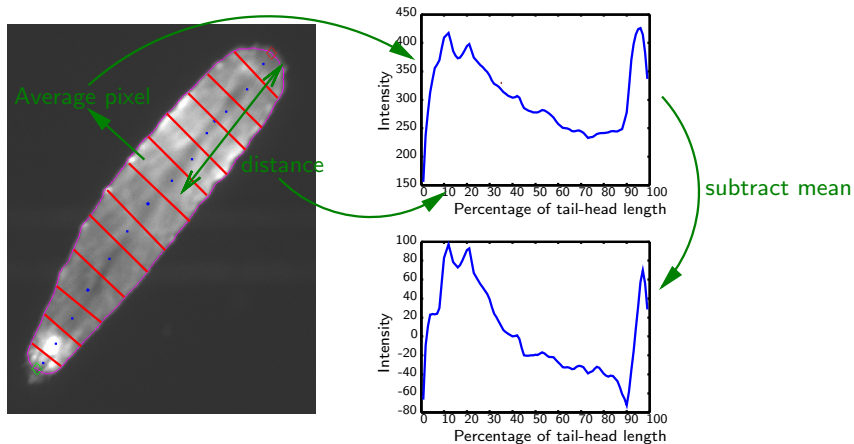 Average pixel
distance
450
400
350
300
250
200
150
Intensity
0 10 20 30 40 50 60 70 80 90 100
Percentage of tail-head length
subtract mean
100
80
60
40
20
0
-20
-40
-60
-80
Intensity
0 10 20 30 40 50 60 70 80 90 100
Percentage of tail-head length